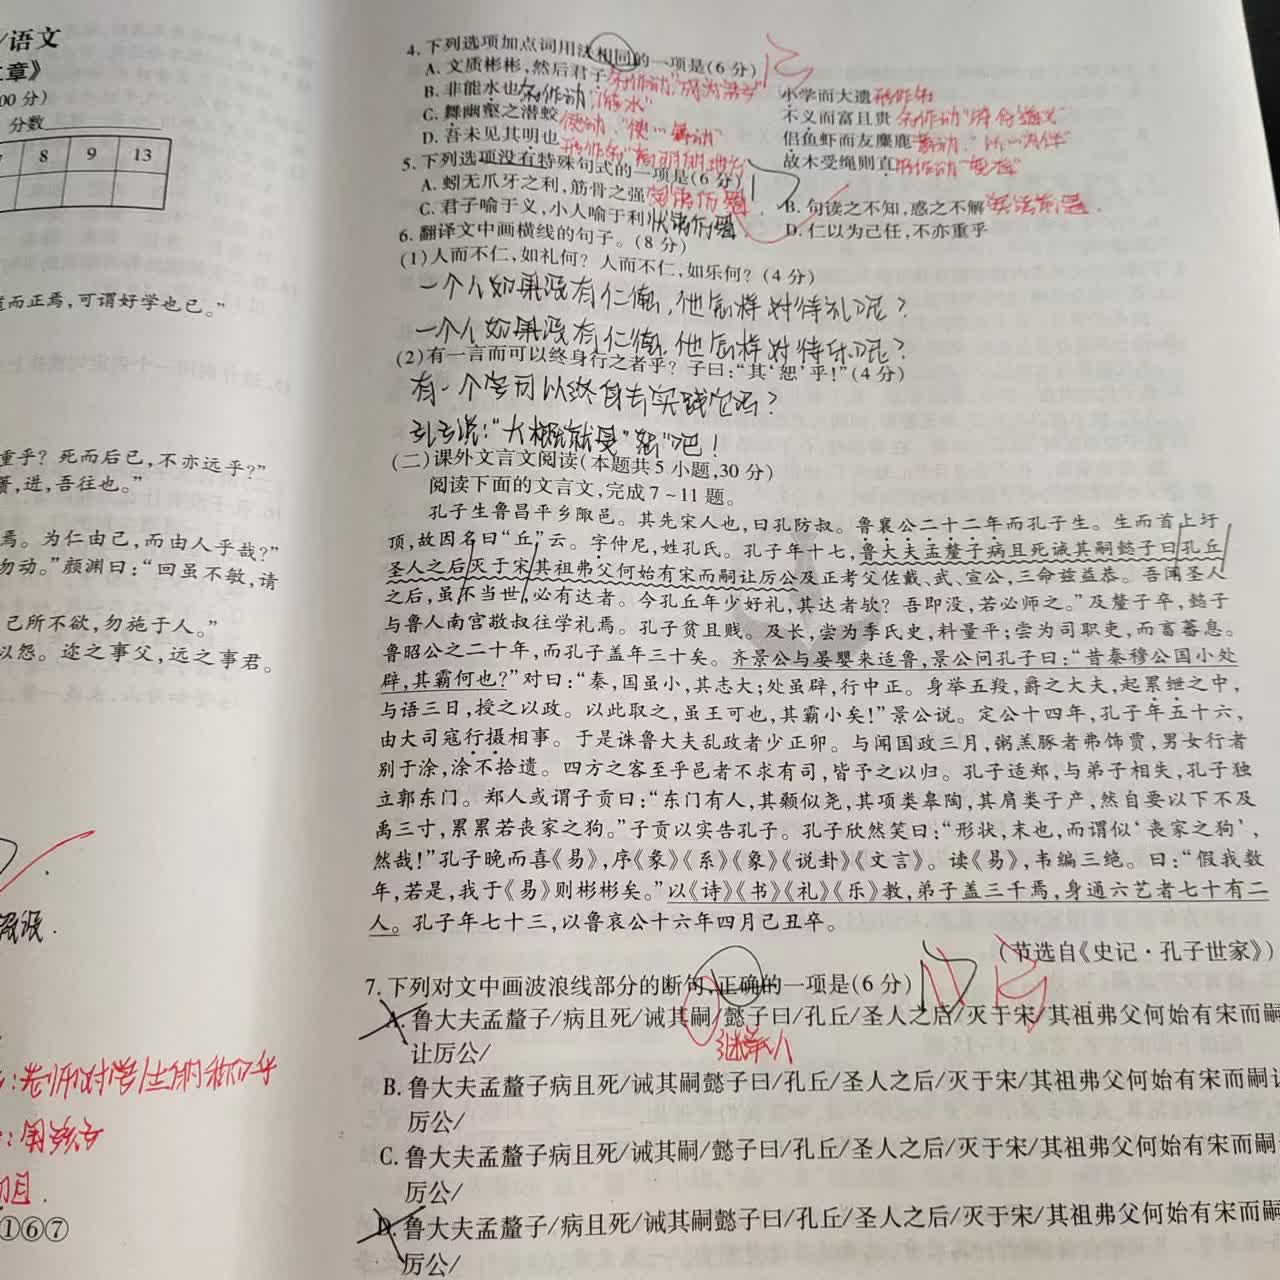 /语文
章》
00 分)
分数
8 9 13
置而正焉,可谓好学也已。”
重乎? 死而后已,不亦远乎?”
篑,进,吾往也。”
焉。为仁由己,而由人乎哉?”
勿动。”颜渊曰:“回虽不敏,请
己所不欲,勿施于人。”
以怨。迩之事父,远之事君。
:老师对学生的称呼
①⑥⑦
4. 下列选项加点词用法相同的一项是(6 分)
A. 文质彬彬,然后君子 名作动“成为君子” 小学而大遗 形作名
B. 非能水也 名作动“游水” 不义而富且贵 名作动“符合道义”
C. 舞幽壑之潜蛟 使动“使…舞动” 侣鱼虾而友麋鹿 意动“以…为伴”
D. 吾未见其明也 故木受绳则直
5. 下列选项没有特殊句式的一项是(6 分)
A. 蚓无爪牙之利,筋骨之强 定语后置 B. 句读之不知,惑之不解 宾语前置
C. 君子喻于义,小人喻于利 状语后置 D. 仁以为己任,不亦重乎
6. 翻译文中画横线的句子。(8 分)
(1)人而不仁,如礼何? 人而不仁,如乐何? (4 分)
一个人如果没有仁德,他怎样对待礼呢?
一个人如果没有仁德,他怎样对待乐呢?
(2)有一言而可以终身行之者乎? 子曰:“其‘恕’乎!”(4 分)
有一个字可以终身去实践它吗?
孔子说:“大概就是“恕”吧!
(二)课外文言文阅读(本题共 5 小题,30 分)
阅读下面的文言文,完成 7~11 题。
孔子生鲁昌平乡陬邑。其先宋人也,曰孔防叔。鲁襄公二十二年而孔子生。生而首上圩
顶,故因名曰“丘”云。字仲尼,姓孔氏。孔子年十七,鲁大夫孟釐子病且死诫其嗣懿子曰孔丘
圣人之后灭于宋其祖弗父何始有宋而嗣让厉公及正考父佐戴、武、宣公,三命兹益恭。吾闻圣人
之后,虽不当世,必有达者。今孔丘年少好礼,其达者欤? 吾即没,若必师之。”及釐子卒,懿子
与鲁人南宫敬叔往学礼焉。孔子贫且贱。及长,尝为季氏史,料量平;尝为司职吏,而畜蕃息。
鲁昭公之二十年,而孔子盖年三十矣。齐景公与晏婴来适鲁,景公问孔子曰:“昔秦穆公国小处
辟,其霸何也?”对曰:“秦,国虽小,其志大;处虽辟,行中正。身举五羖,爵之大夫,起累绁之中,
与语三日,授之以政。以此取之,虽王可也,其霸小矣!”景公说。定公十四年,孔子年五十六,
由大司寇行摄相事。于是诛鲁大夫乱政者少正卯。与闻国政三月,粥羔豚者弗饰贾,男女行者
别于涂,涂不拾遗。四方之客至乎邑者不求有司,皆予之以归。孔子适郑,与弟子相失,孔子独
立郭东门。郑人或谓子贡曰:“东门有人,其颡似尧,其项类皋陶,其肩类子产,然自要以下不及
禹三寸,累累若丧家之狗。”子贡以实告孔子。孔子欣然笑曰:“形状,末也,而谓似‘丧家之狗’,
然哉!”孔子晚而喜《易》,序《彖》《系》《象》《说卦》《文言》。读《易》,韦编三绝。曰:“假我数
年,若是,我于《易》则彬彬矣。”以《诗》《书》《礼》《乐》教,弟子盖三千焉,身通六艺者七十有二
人。孔子年七十三,以鲁哀公十六年四月己丑卒。
(节选自《史记·孔子世家》)
7. 下列对文中画波浪线部分的断句,正确的一项是(6 分)
A. 鲁大夫孟釐子/病且死/诫其嗣/懿子曰/孔丘/圣人之后/灭于宋/其祖弗父何始有宋而嗣
继承人
让厉公/
B. 鲁大夫孟釐子病且死/诫其嗣懿子曰/孔丘/圣人之后/灭于宋/其祖弗父何始有宋而嗣让
厉公/
C. 鲁大夫孟釐子病且死/诫其嗣/懿子曰/孔丘/圣人之后/灭于宋/其祖弗父何始有宋而嗣
厉公/
D. 鲁大夫孟釐子/病且死/诫其嗣懿子曰/孔丘/圣人之后/灭于宋/其祖弗父何始有宋而嗣
厉公/